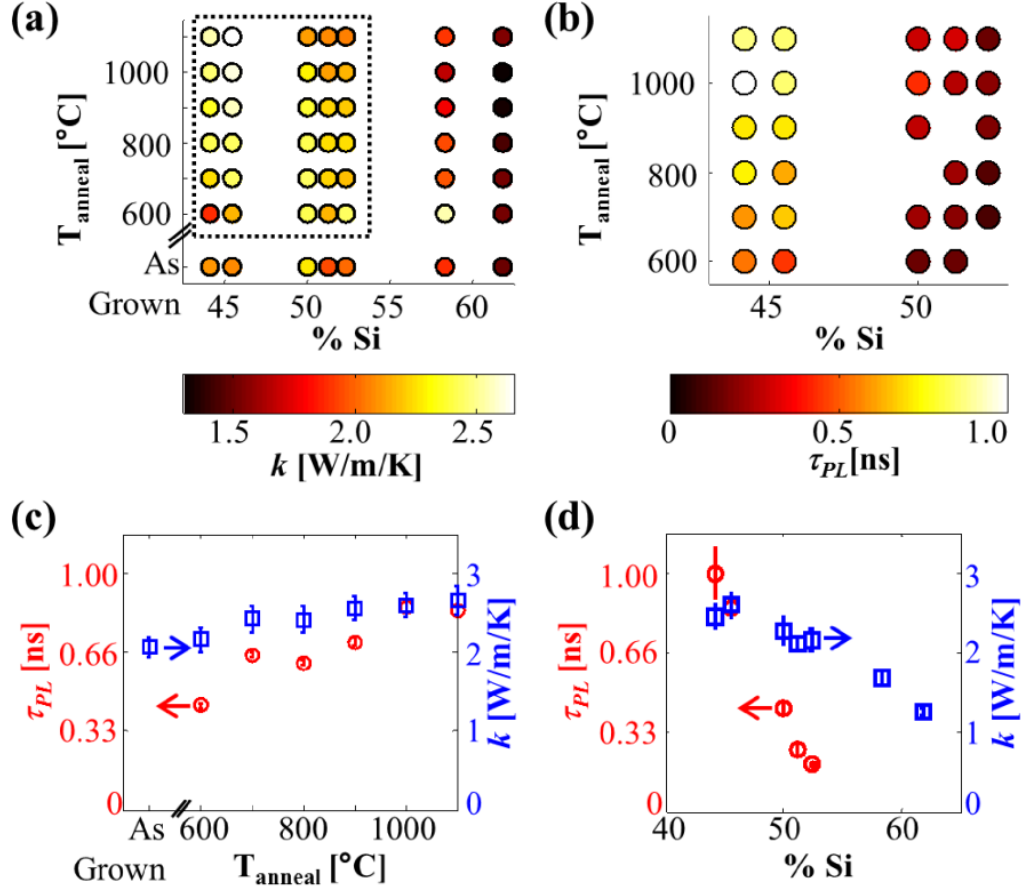 (a)
T_anneal [°C]
1000
800
600
As
Grown
45
50
55
60
% Si
1.5
2.0
2.5
k [W/m/K]
(b)
T_anneal [°C]
1000
800
600
45
50
% Si
0
0.5
1.0
τ_PL[ns]
(c)
τ_PL [ns]
1.00
0.66
0.33
0
3
2
1
0
k [W/m/K]
As
Grown
600
800
1000
T_anneal [°C]
(d)
τ_PL [ns]
1.00
0.66
0.33
0
3
2
1
0
k [W/m/K]
40
50
60
% Si